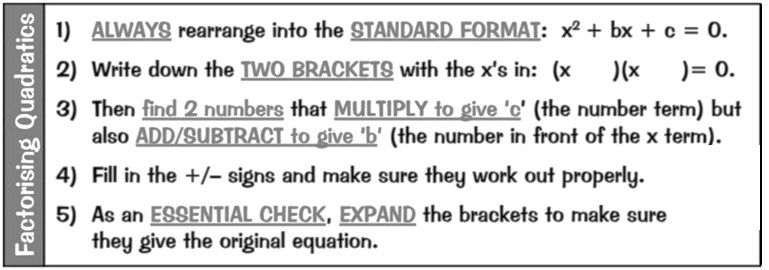 Factorising Quadratics
1) ALWAYS rearrange into the STANDARD FORMAT: x² + bx + c = 0.
2) Write down the TWO BRACKETS with the x's in: (x )(x )= 0.
3) Then find 2 numbers that MULTIPLY to give 'c' (the number term) but
also ADD/SUBTRACT to give 'b' (the number in front of the x term).
4) Fill in the +/– signs and make sure they work out properly.
5) As an ESSENTIAL CHECK, EXPAND the brackets to make sure
they give the original equation.